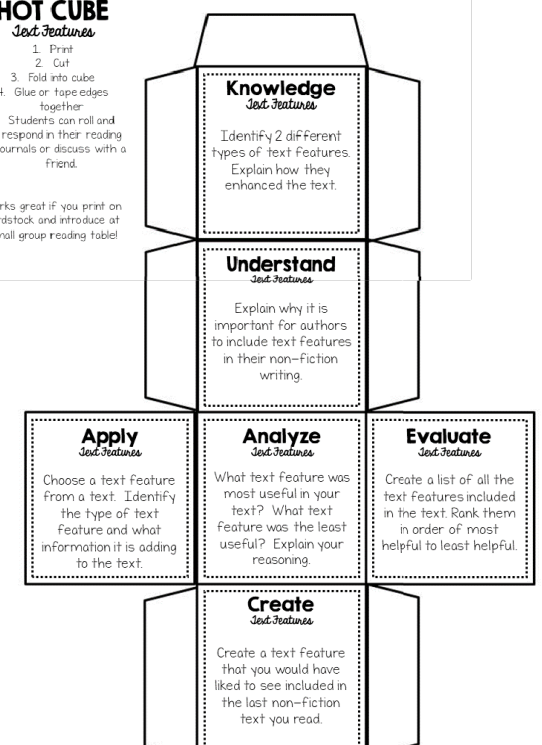 HOT CUBE
Text Features
1. Print
2. Cut
3. Fold into cube
4. Glue or tape edges
together
Students can roll and
respond in their reading
journals or discuss with a
friend.
rks great if you print on
rdstock and introduce at
all group reading table!
Knowledge
Text Features
Identify 2 different
types of text features.
Explain how they
enhanced the text.
Understand
Text Features
Explain why it is
important for authors
to include text features
in their non-fiction
writing.
Apply
Text Features
Choose a text feature
from a text. Identify
the type of text
feature and what
information it is adding
to the text.
Analyze
Text Features
What text feature was
most useful in your
text? What text
feature was the least
useful? Explain your
reasoning.
Evaluate
Text Features
Create a list of all the
text features included
in the text. Rank them
in order of most
helpful to least helpful.
Create
Text Features
Create a text feature
that you would have
liked to see included in
the last non-fiction
text you read.